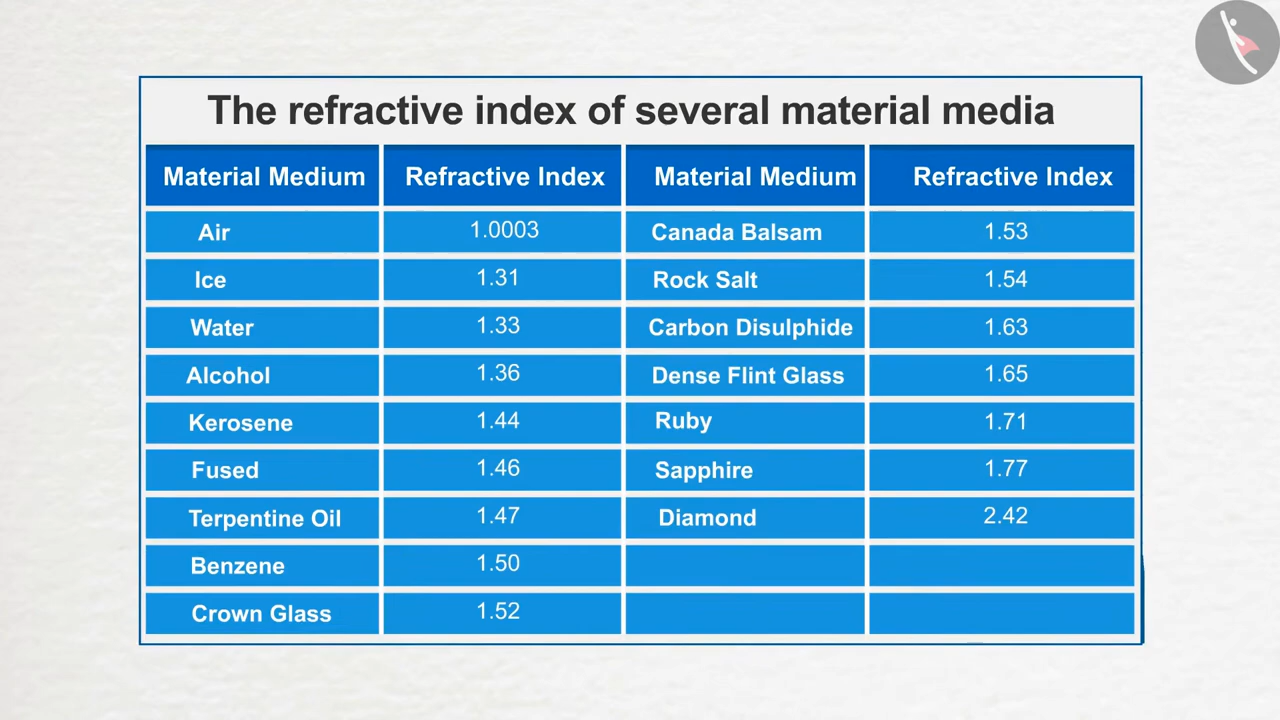 The refractive index of several material media
Material Medium Refractive Index Material Medium Refractive Index
Air 1.0003 Canada Balsam 1.53
Ice 1.31 Rock Salt 1.54
Water 1.33 Carbon Disulphide 1.63
Alcohol 1.36 Dense Flint Glass 1.65
Kerosene 1.44 Ruby 1.71
Fused 1.46 Sapphire 1.77
Terpentine Oil 1.47 Diamond 2.42
Benzene 1.50
Crown Glass 1.52